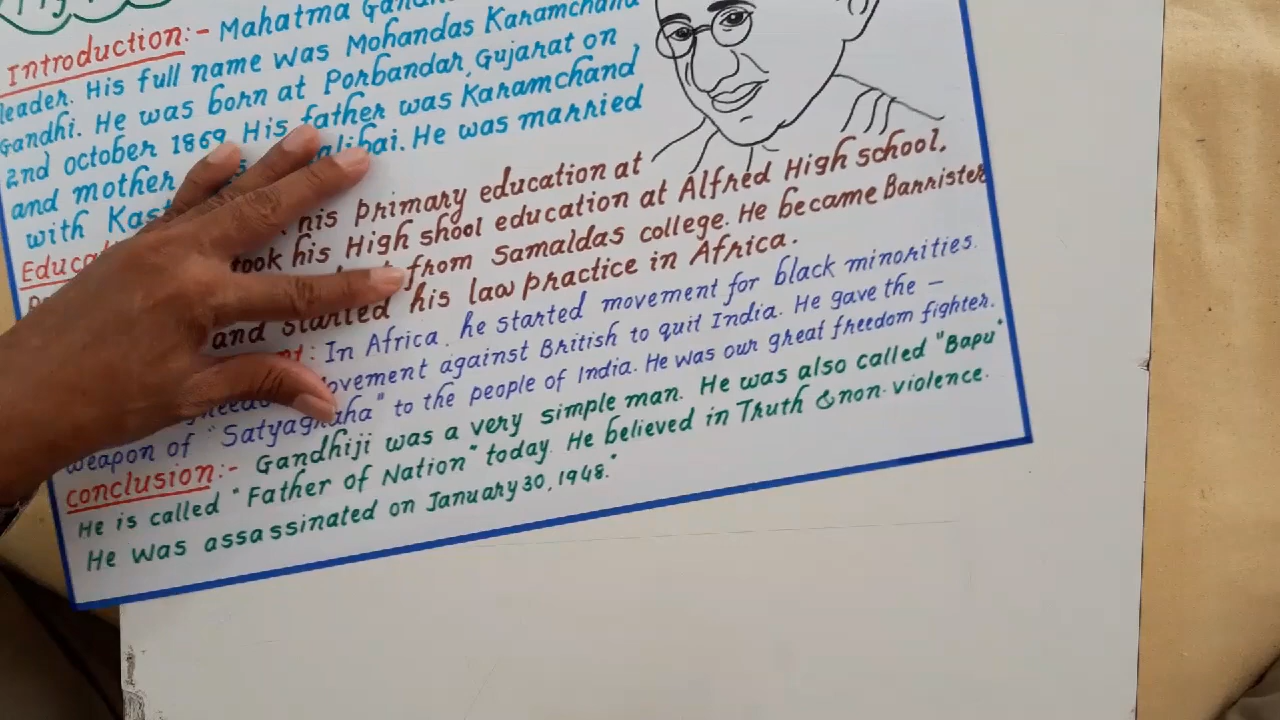 Introduction:- Mahatma
leader. His full name was Mohandas Karamchand
Gandhi. He was born at Porbandar, Gujarat on
2nd october 1869. His father was Karamchand
and mother He was married
with
his primary education at
took his High shool education at Alfred High school.
from Samaldas college. He became Barrister
and started his law practice in Africa.
: In Africa, he started movement for black minorities.
against British to quit India. He gave the –
weapon of "Satyagraha" to the people of India. He was our great freedom fighter.
Conclusion:- Gandhiji was a very simple man. He was also called "Bapu"
He is called "Father of Nation" today. He believed in Truth & non-violence.
He was assassinated on January 30, 1948."